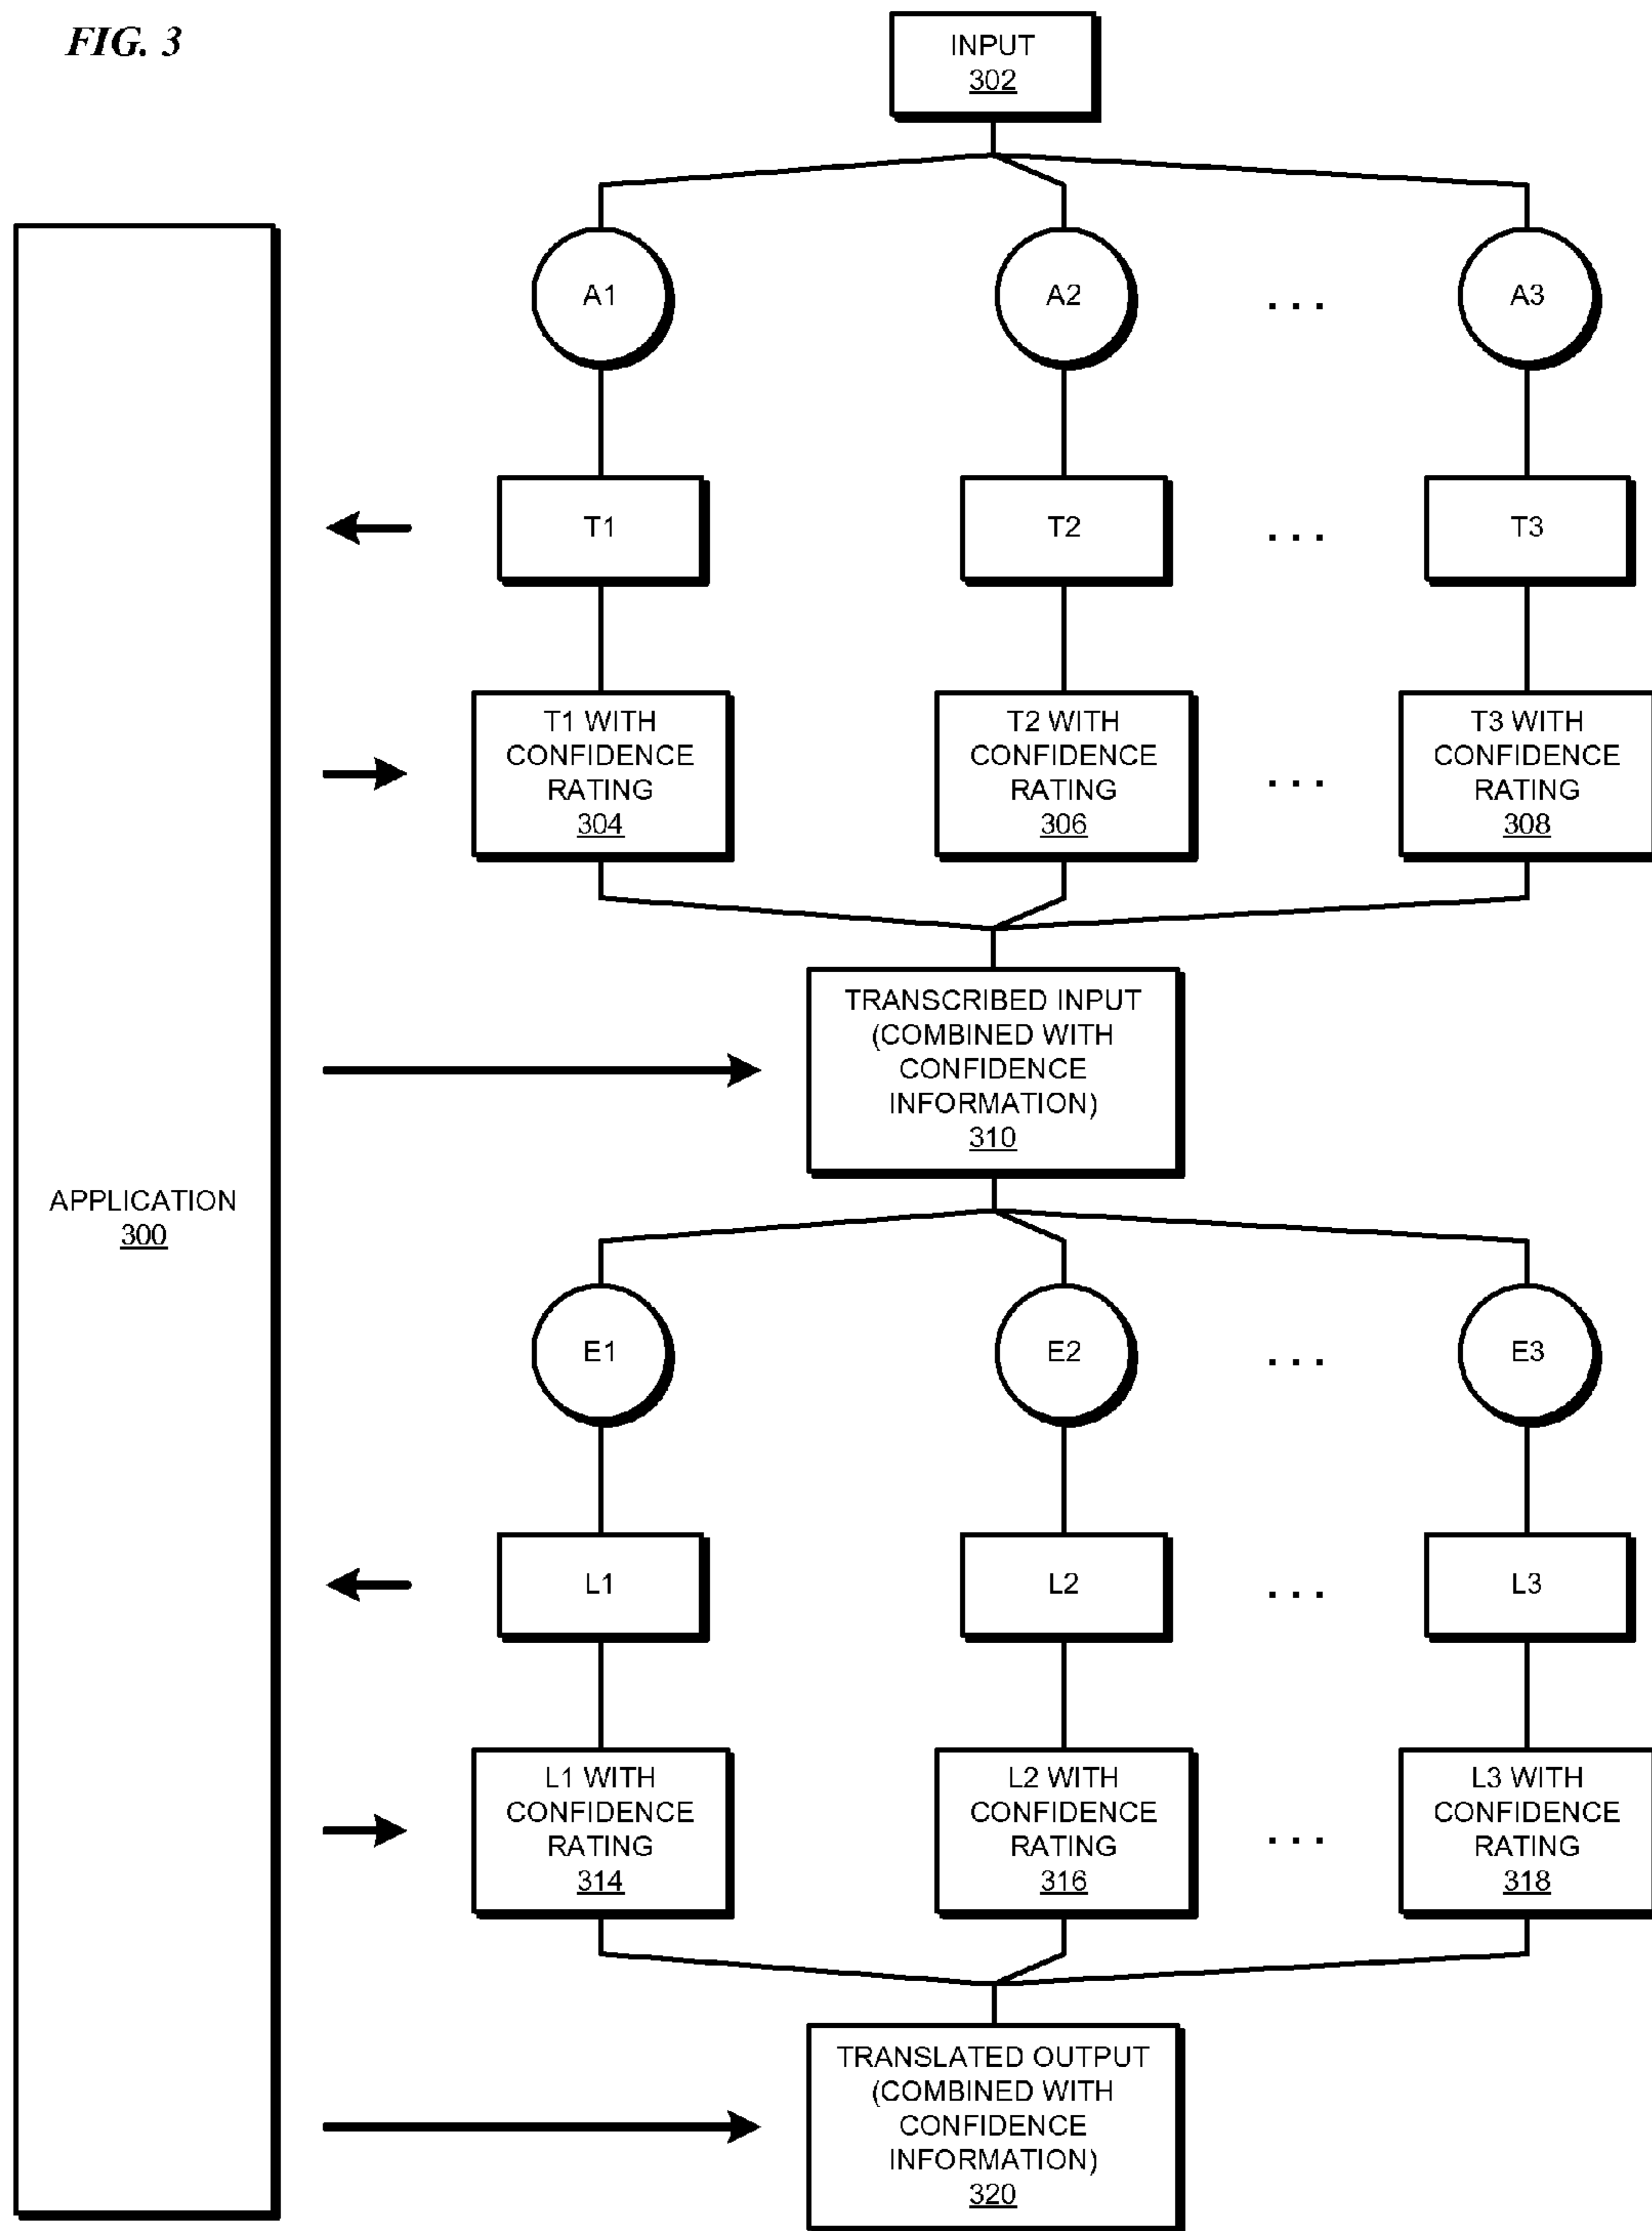 FIG. 3
INPUT
302
A1
A2
. . .
A3
T1
T2
. . .
T3
T1 WITH
CONFIDENCE
RATING
304
T2 WITH
CONFIDENCE
RATING
306
. . .
T3 WITH
CONFIDENCE
RATING
308
TRANSCRIBED INPUT
(COMBINED WITH
CONFIDENCE
INFORMATION)
310
APPLICATION
300
E1
E2
. . .
E3
L1
L2
. . .
L3
L1 WITH
CONFIDENCE
RATING
314
L2 WITH
CONFIDENCE
RATING
316
. . .
L3 WITH
CONFIDENCE
RATING
318
TRANSLATED OUTPUT
(COMBINED WITH
CONFIDENCE
INFORMATION)
320